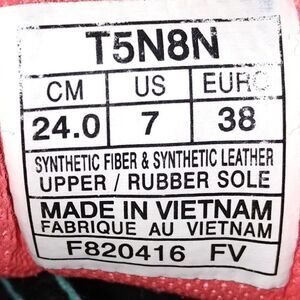 T5N8N
CM US EURO
24.0 7 38
SYNTHETIC FIBER & SYNTHETIC LEATHER
UPPER / RUBBER SOLE
MADE IN VIETNAM
FABRIQUE AU VIETNAM
F820416 FV